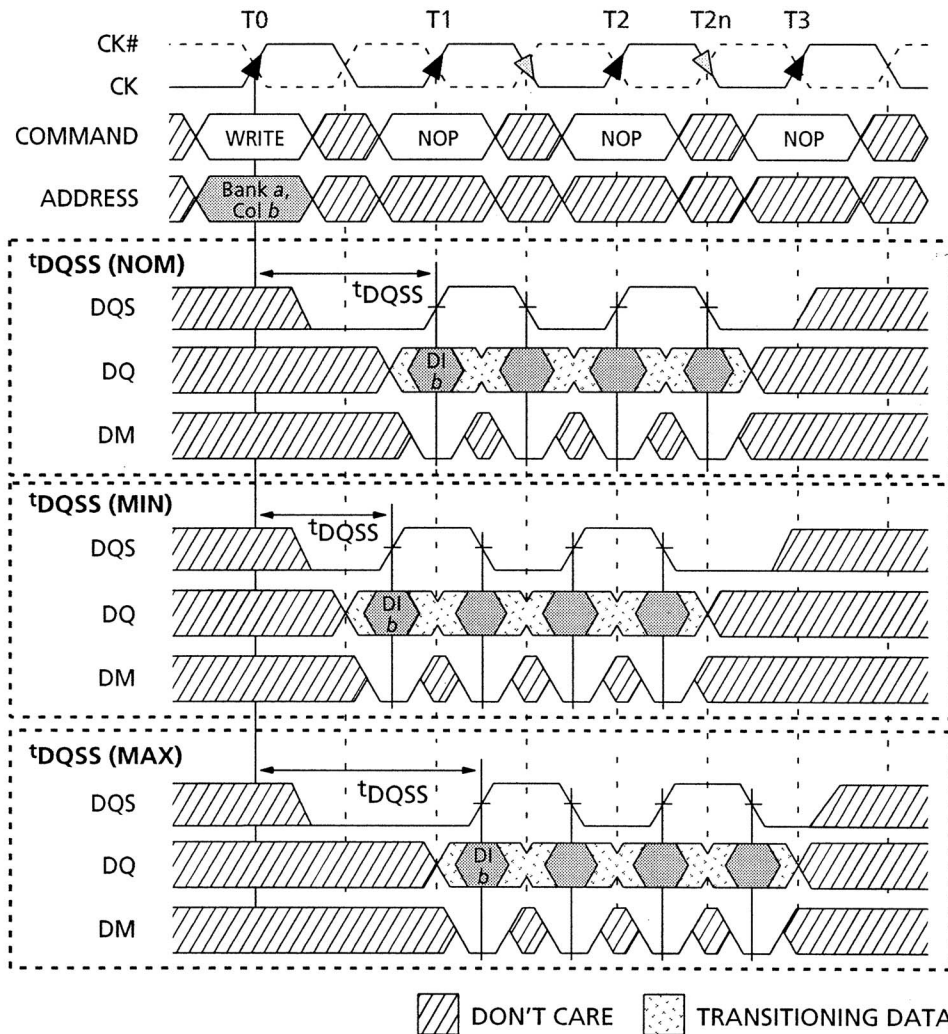 T0 T1 T2 T2n T3
CK#
CK
COMMAND WRITE NOP NOP NOP
ADDRESS Bank a,
Col b
tDQSS (NOM)
tDQSS
DQS
DQ DI
b
DM
tDQSS (MIN)
tDQSS
DQS
DQ DI
b
DM
tDQSS (MAX)
tDQSS
DQS
DQ DI
b
DM
DON'T CARE TRANSITIONING DATA